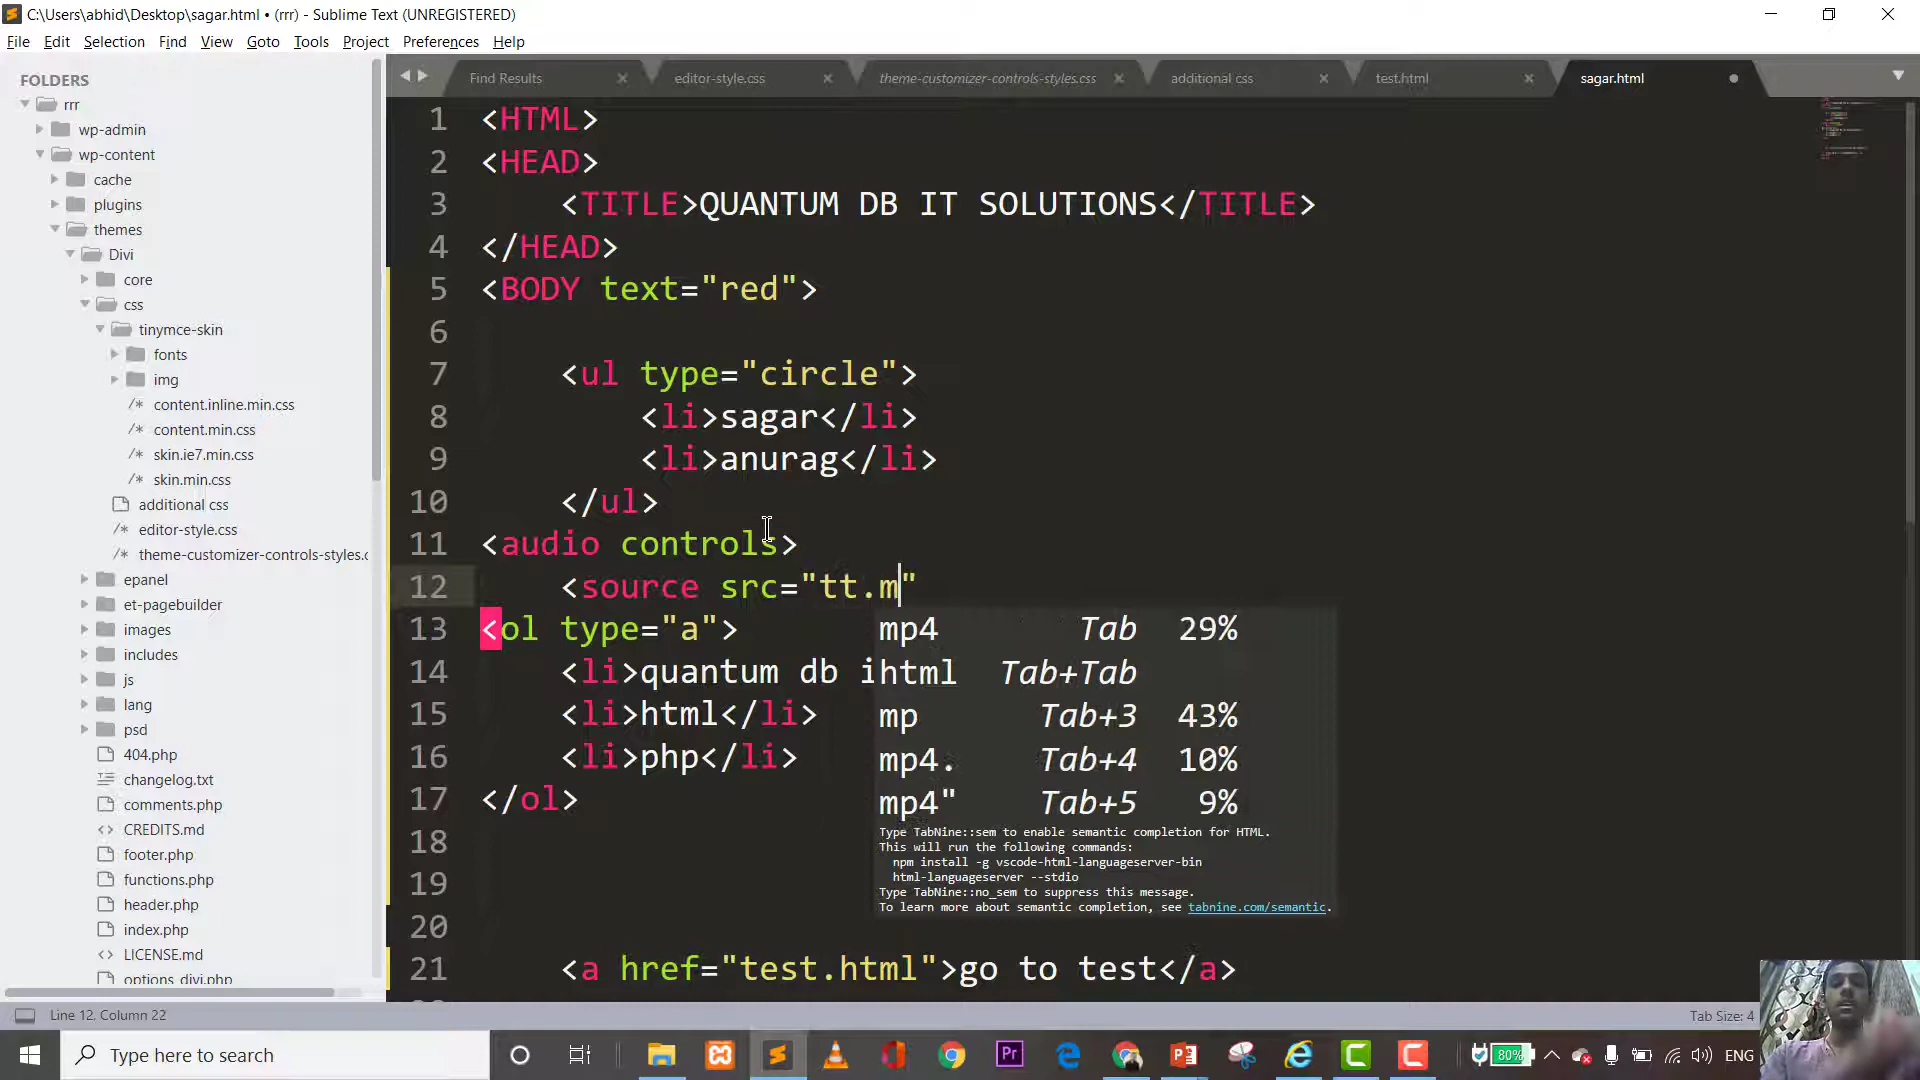 C:\Users\abhid\Desktop\sagar.html • (rrr) - Sublime Text (UNREGISTERED)
File Edit Selection Find View Goto Tools Project Preferences Help
FOLDERS
rrr
wp-admin
wp-content
cache
plugins
themes
Divi
core
css
tinymce-skin
fonts
img
/* content.inline.min.css
/* content.min.css
/* skin.ie7.min.css
/* skin.min.css
additional css
/* editor-style.css
/* theme-customizer-controls-styles.c
epanel
et-pagebuilder
images
includes
js
lang
psd
404.php
changelog.txt
comments.php
<> CREDITS.md
footer.php
functions.php
header.php
index.php
<> LICENSE.md
options_divi.php
Find Results editor-style.css theme-customizer-controls-styles.css additional css test.html sagar.html
1 <HTML>
2 <HEAD>
3 <TITLE>QUANTUM DB IT SOLUTIONS</TITLE>
4 </HEAD>
5 <BODY text="red">
6
7 <ul type="circle">
8 <li>sagar</li>
9 <li>anurag</li>
10 </ul>
11 <audio controls>
12 <source src="tt.m"
13 <ol type="a">
14 <li>quantum db i
15 <li>html</li>
16 <li>php</li>
17 </ol>
18
19
20
21 <a href="test.html">go to test</a>
mp4 Tab 29%
html Tab+Tab
mp Tab+3 43%
mp4. Tab+4 10%
mp4" Tab+5 9%
Type TabNine::sem to enable semantic completion for HTML.
This will run the following commands:
npm install -g vscode-html-languageserver-bin
html-languageserver --stdio
Type TabNine::no_sem to suppress this message.
To learn more about semantic completion, see tabnine.com/semantic.
Line 12, Column 22
Tab Size: 4
Type here to search
Pr
80%
ENG